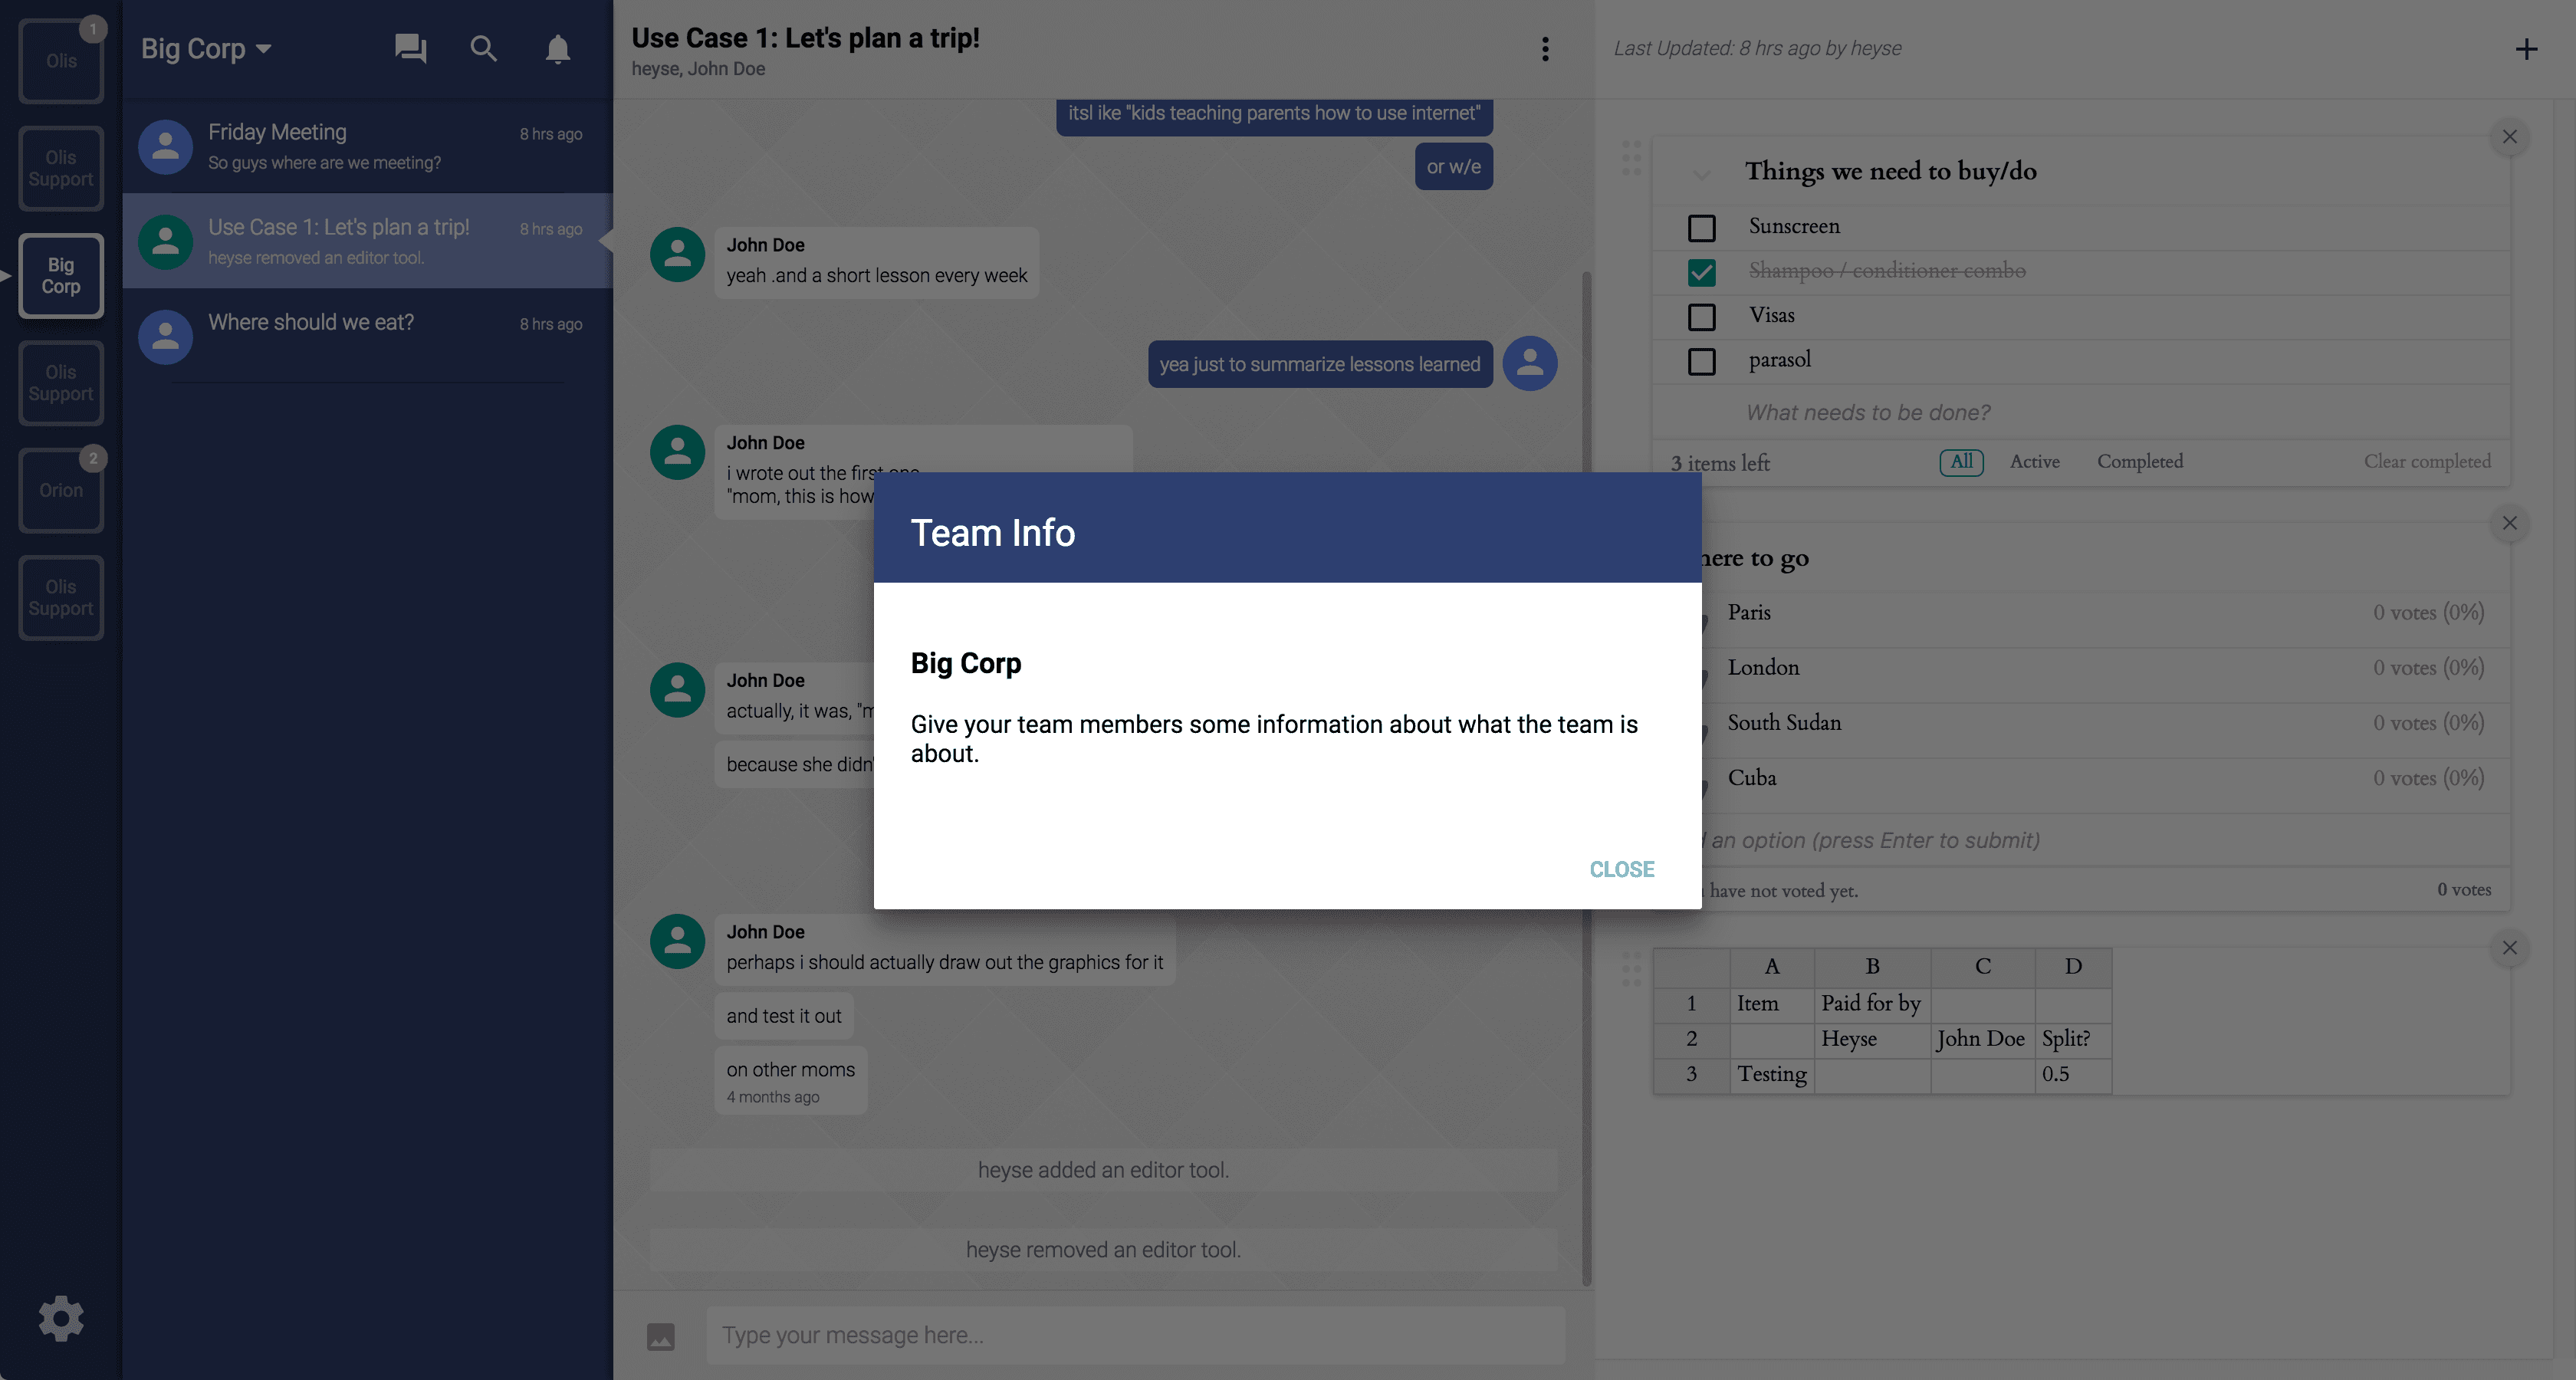 1
Olis
Olis
Support
Big
Corp
Olis
Support
2
Orion
Olis
Support
Big Corp
Friday Meeting
8 hrs ago
So guys where are we meeting?
Use Case 1: Let's plan a trip!
8 hrs ago
heyse removed an editor tool.
Where should we eat?
8 hrs ago
Use Case 1: Let's plan a trip!
heyse, John Doe
itsl ike "kids teaching parents how to use internet"
or w/e
John Doe
yeah .and a short lesson every week
yea just to summarize lessons learned
John Doe
i wrote out the first one
"mom, this is how
John Doe
actually, it was, "m
because she didn'
John Doe
perhaps i should actually draw out the graphics for it
and test it out
on other moms
4 months ago
heyse added an editor tool.
heyse removed an editor tool.
Type your message here...
Team Info
Big Corp
Give your team members some information about what the team is
about.
CLOSE
Last Updated: 8 hrs ago by heyse
Things we need to buy/do
Sunscreen
Shampoo / conditioner combo
Visas
parasol
What needs to be done?
3 items left All Active Completed Clear completed
here to go
Paris 0 votes (0%)
London 0 votes (0%)
South Sudan 0 votes (0%)
Cuba 0 votes (0%)
an option (press Enter to submit)
have not voted yet. 0 votes
A B C D
1 Item Paid for by
2 Heyse John Doe Split?
3 Testing 0.5